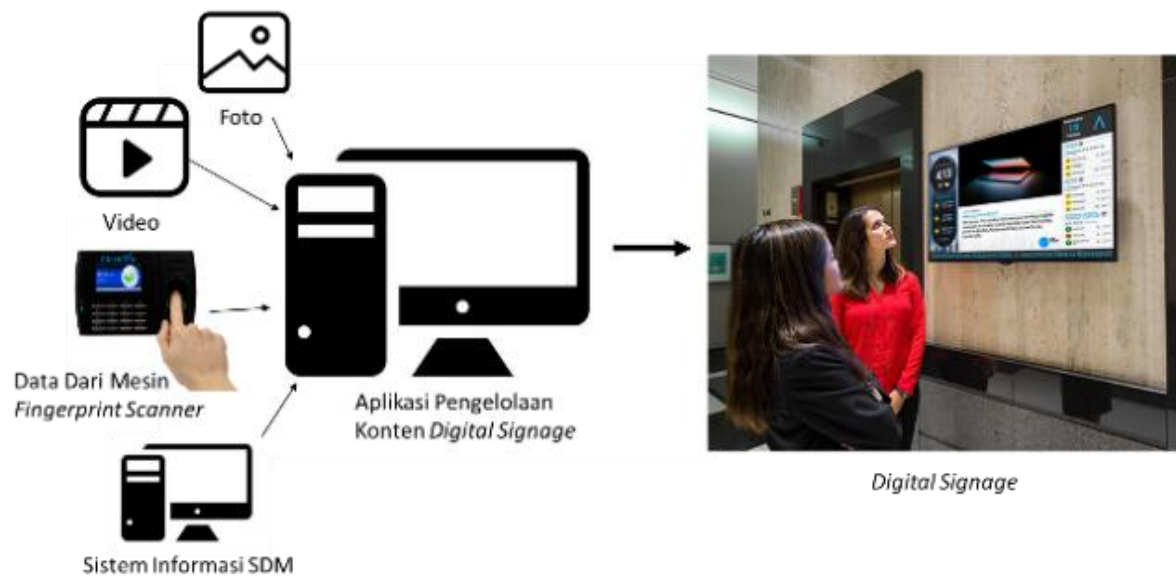 Foto
Video
Data Dari Mesin
Fingerprint Scanner
Aplikasi Pengelolaan
Konten Digital Signage
Sistem Informasi SDM
Digital Signage